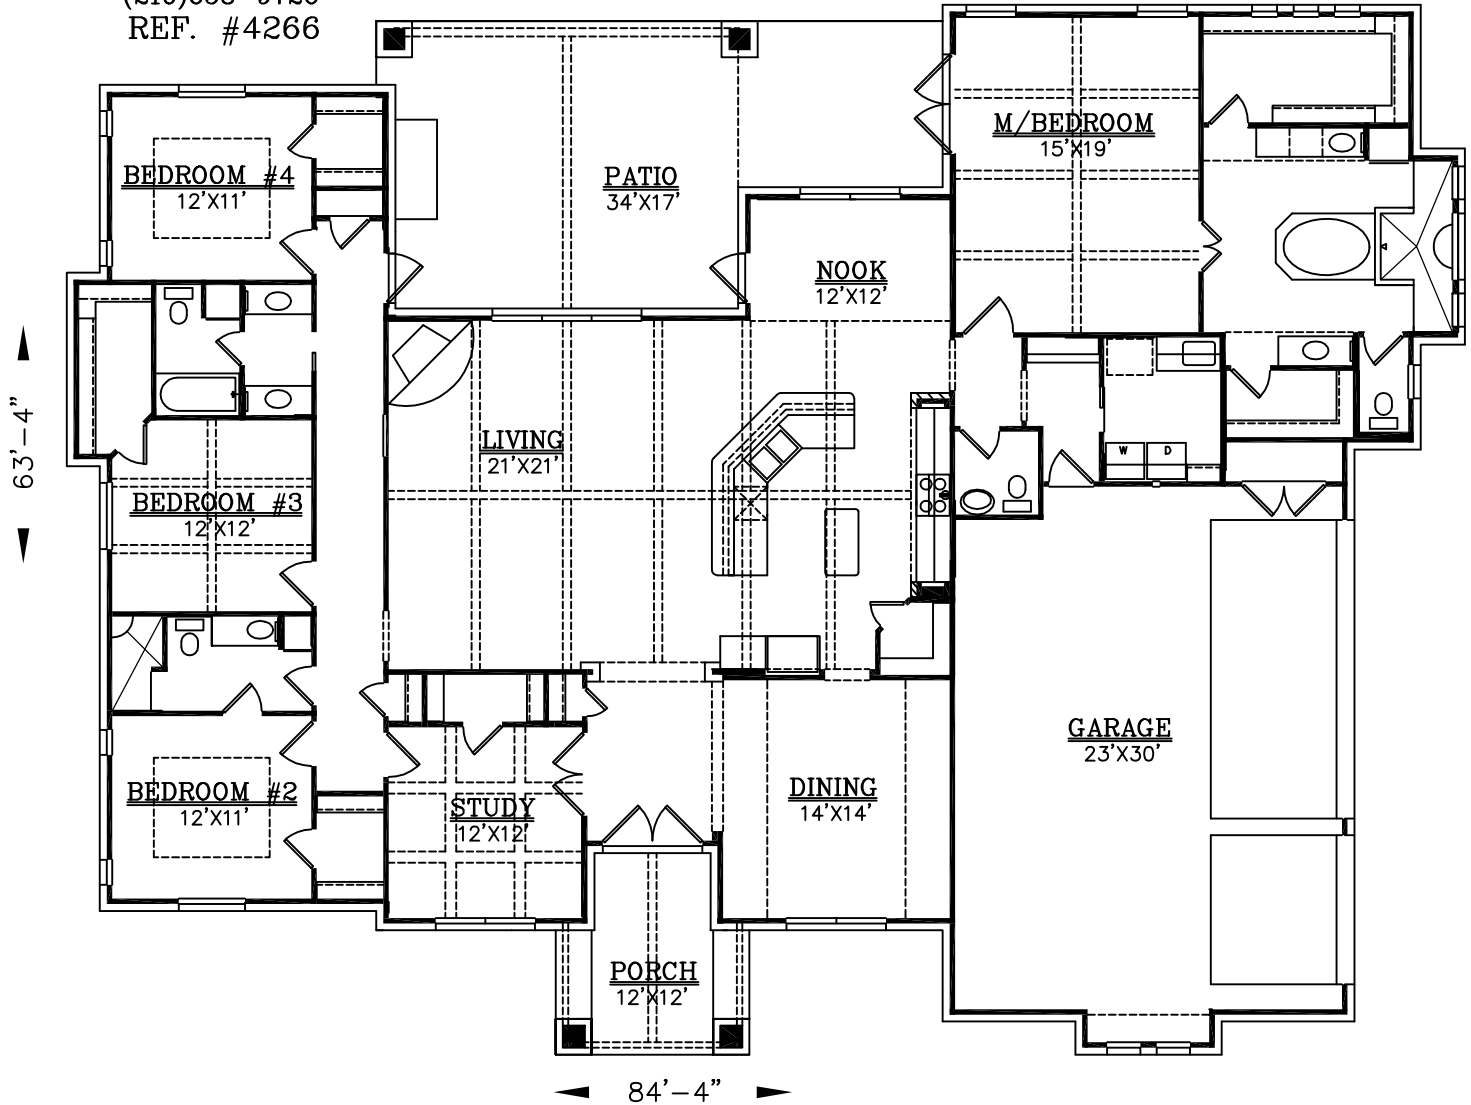 REF. #4266
M/BEDROOM
15'X19'
BEDROOM #4
12'X11'
PATIO
34'X17'
NOOK
12'X12'
LIVING
21'X21'
W
D
BEDROOM #3
12'X12'
63'-4"
GARAGE
23'X30'
BEDROOM #2
12'X11'
STUDY
12'X12'
DINING
14'X14'
PORCH
12'X12'
84'-4"